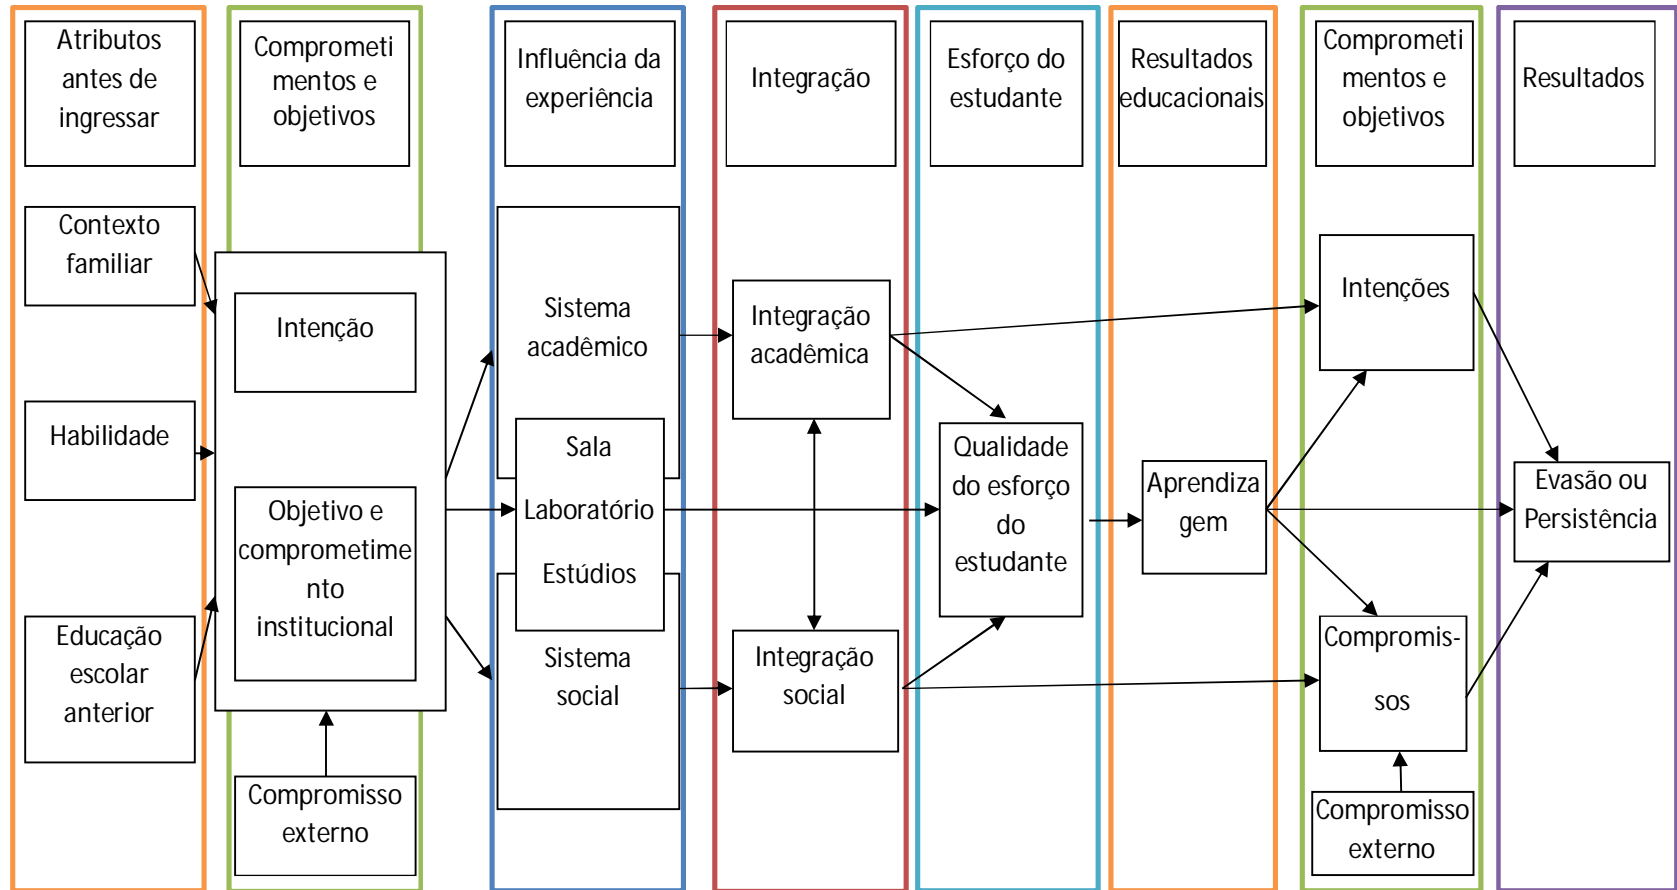 Atributos
antes de
ingressar
Comprometi
mentos e
objetivos
Influência da
experiência
Integração
Esforço do
estudante
Resultados
educacionais
Comprometi
mentos e
objetivos
Resultados
Contexto
familiar
Habilidade
Educação
escolar
anterior
Intenção
Objetivo e
comprometime
nto
institucional
Compromisso
externo
Sistema
acadêmico
Sala
Laboratório
Estúdios
Sistema
social
Integração
acadêmica
Integração
social
Qualidade
do esforço
do
estudante
Aprendiza
gem
Intenções
Compromis-
sos
Compromisso
externo
Evasão ou
Persistência